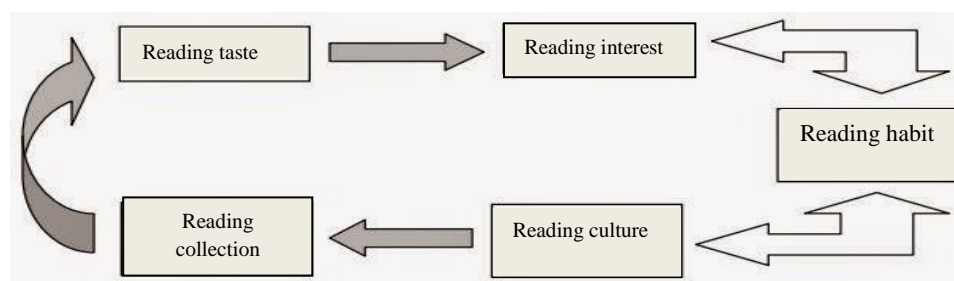 Reading taste
Reading interest
Reading habit
Reading
collection
Reading culture